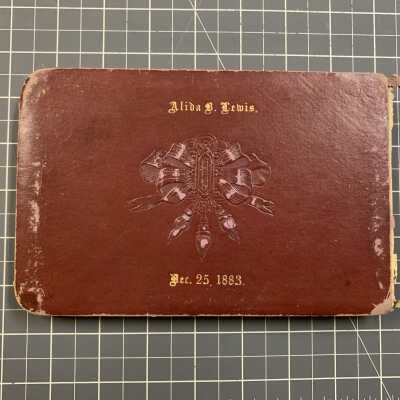 Alida B. Lewis.
Dec. 25, 1883.